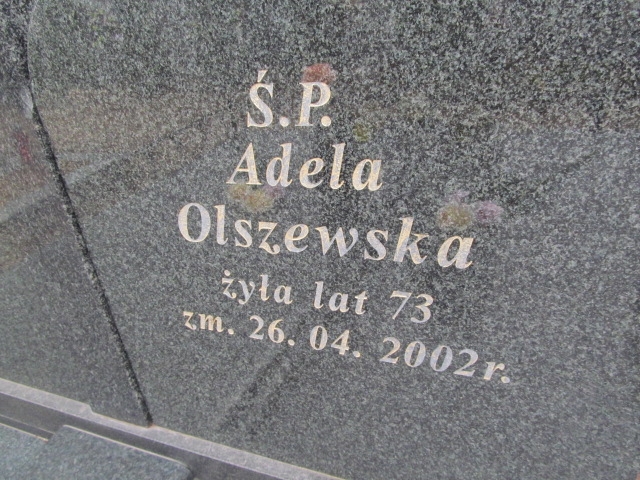 Ś.P.
Adela
Olszewska
żyła lat 73
zm. 26. 04. 2002r.